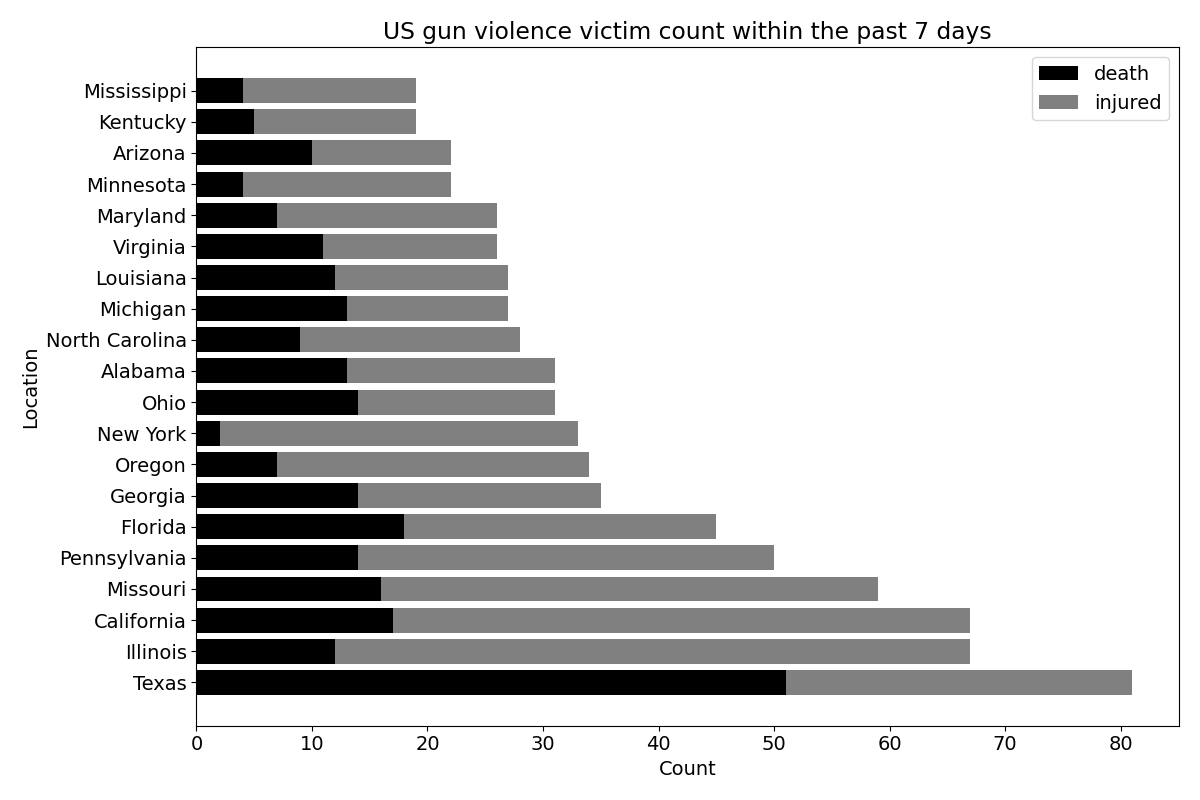 US gun violence victim count within the past 7 days
death
injured
Location
Mississippi
Kentucky
Arizona
Minnesota
Maryland
Virginia
Louisiana
Michigan
North Carolina
Alabama
Ohio
New York
Oregon
Georgia
Florida
Pennsylvania
Missouri
California
Illinois
Texas
0 10 20 30 40 50 60 70 80
Count